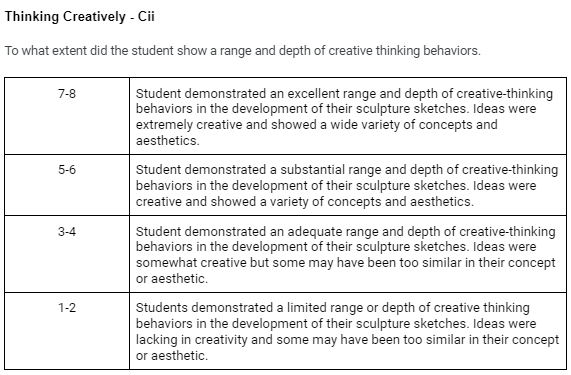 Thinking Creatively - Cii
To what extent did the student show a range and depth of creative thinking behaviors.
7-8
Student demonstrated an excellent range and depth of creative-thinking
behaviors in the development of their sculpture sketches. Ideas were
extremely creative and showed a wide variety of concepts and
aesthetics.
5-6
Student demonstrated a substantial range and depth of creative-thinking
behaviors in the development of their sculpture sketches. Ideas were
creative and showed a variety of concepts and aesthetics.
3-4
Student demonstrated an adequate range and depth of creative-thinking
behaviors in the development of their sculpture sketches. Ideas were
somewhat creative but some may have been too similar in their concept
or aesthetic.
1-2
Students demonstrated a limited range or depth of creative thinking
behaviors in the development of their sculpture sketches. Ideas were
lacking in creativity and some may have been too similar in their concept
or aesthetic.